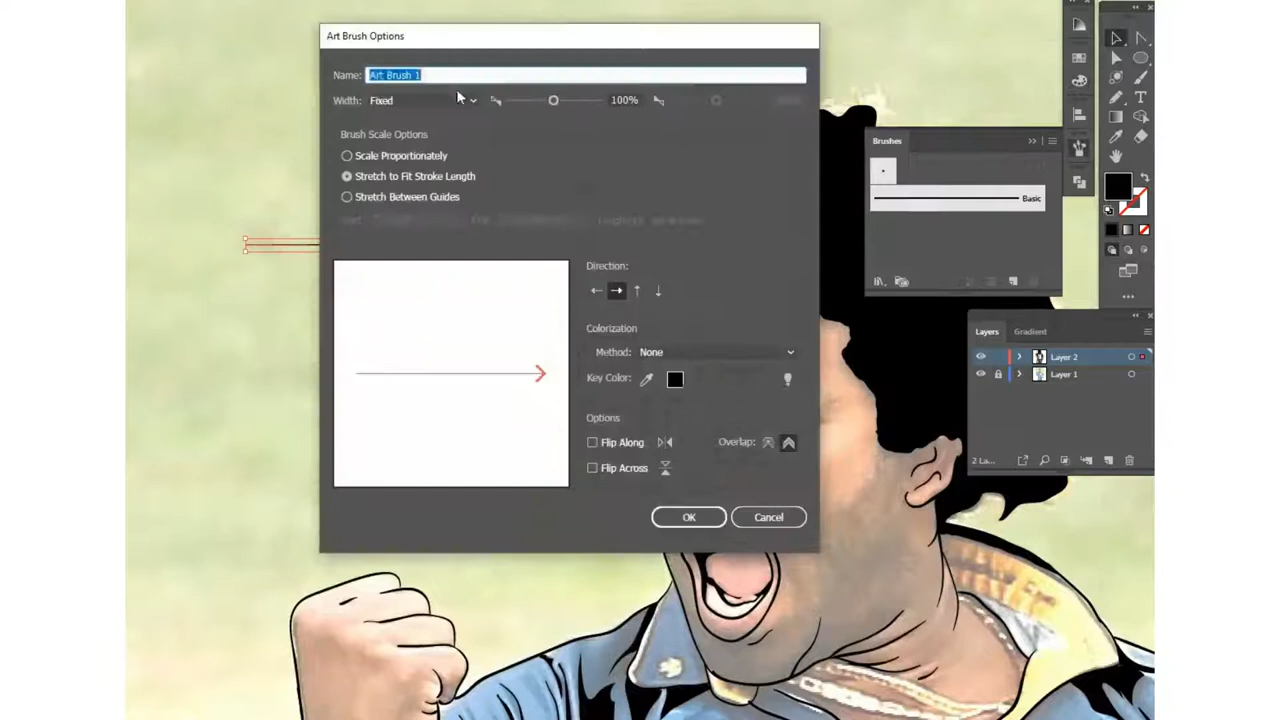 Art Brush Options
Name: Art Brush 1
Width: Fixed 100%
Brush Scale Options
Scale Proportionately
Stretch to Fit Stroke Length
Stretch Between Guides
Direction:
Colorization
Method: None
Key Color:
Options
Flip Along Overlap:
Flip Across
OK Cancel
Brushes
Basic
Layers Gradient
Layer 2
Layer 1
2 La...